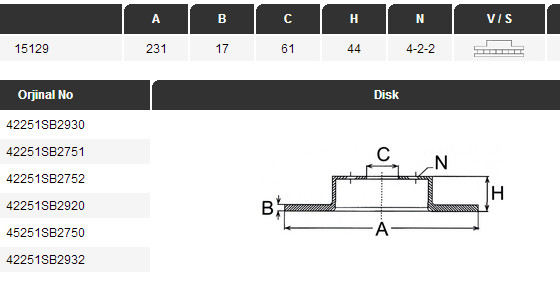 A B C H N V / S
15129 231 17 61 44 4-2-2
Orjinal No Disk
42251SB2930
42251SB2751
42251SB2752
42251SB2920
45251SB2750
42251SB2932
C N
B H
A